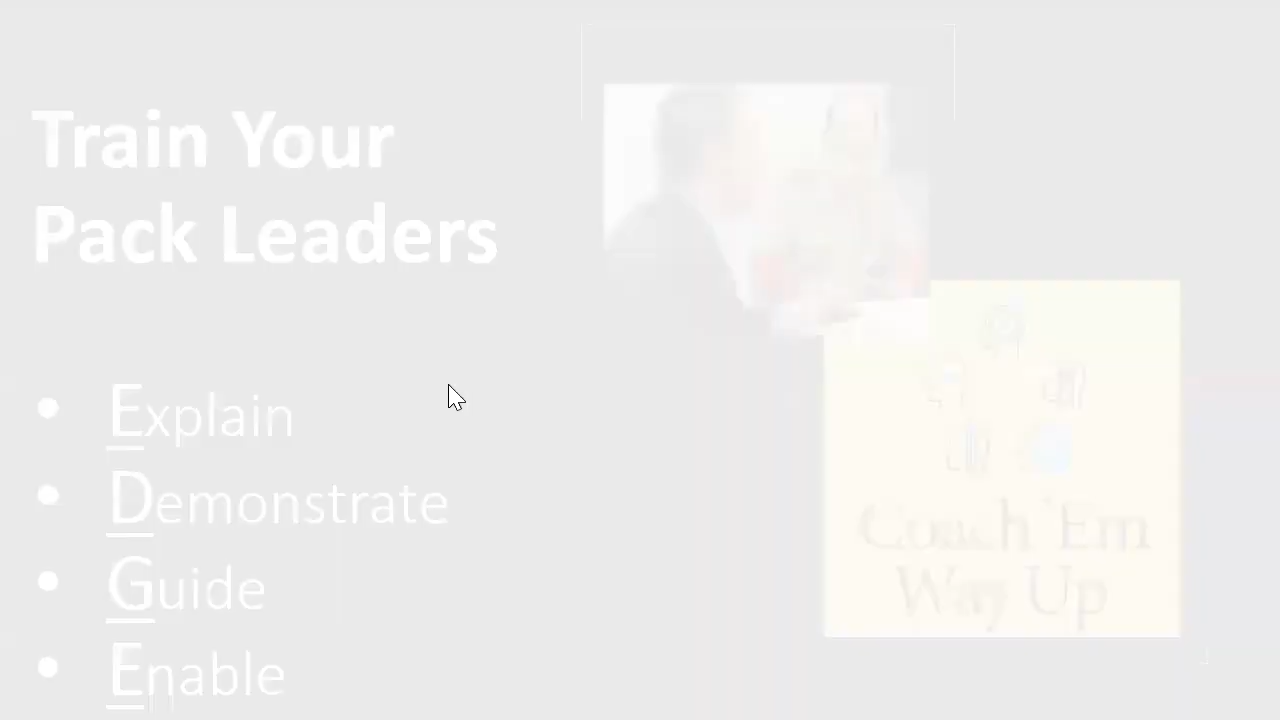 Train Your
Pack Leaders
• Explain
• Demonstrate
• Guide
• Enable
Coach 'Em
Way Up